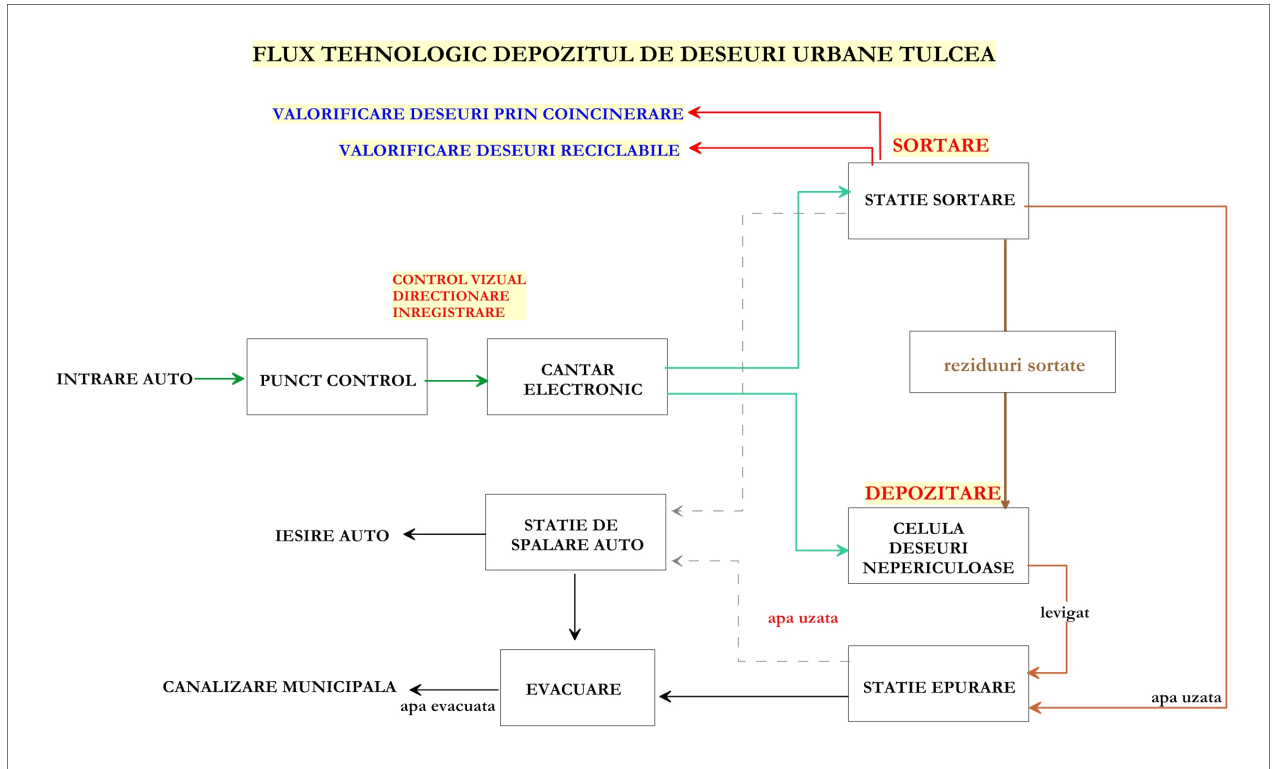 FLUX TEHNOLOGIC DEPOZITUL DE DESEURI URBANE TULCEA
VALORIFICARE DESEURI PRIN COINCINERARE
VALORIFICARE DESEURI RECICLABILE
SORTARE
STATIE SORTARE
CONTROL VIZUAL
DIRECTIONARE
INREGISTRARE
INTRARE AUTO
PUNCT CONTROL
CANTAR
ELECTRONIC
reziduuri sortate
DEPOZITARE
IESIRE AUTO
STATIE DE
SPALARE AUTO
CELULA
DESEURI
NEPERICULOASE
levigat
apa uzata
CANALIZARE MUNICIPALA
apa evacuata
EVACUARE
STATIE EPURARE
apa uzata